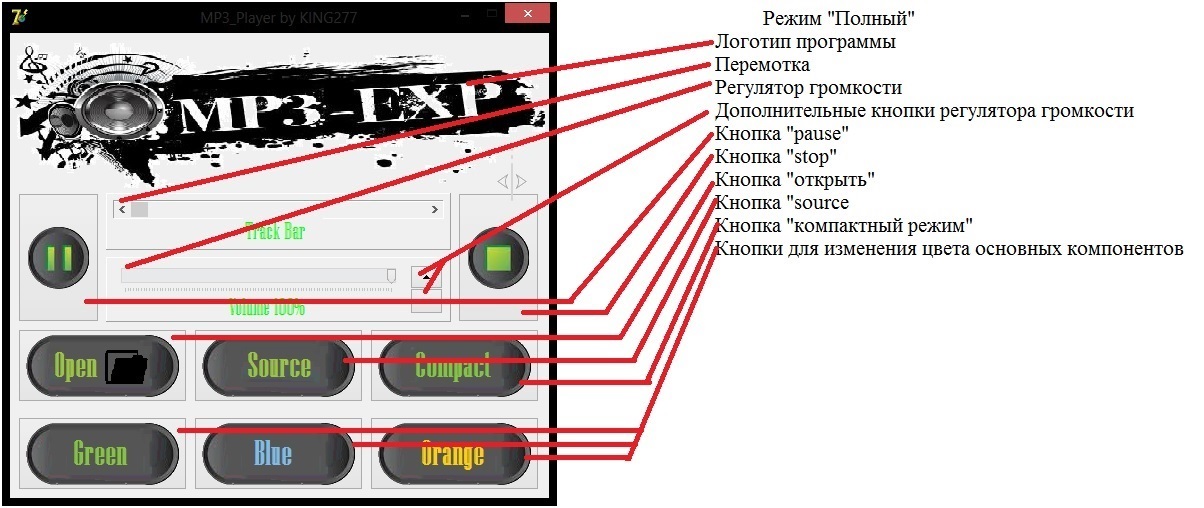 MP3_Player by KING277
MP3-EXP
Track Bar
Volume 100%
Open
Source
Compact
Green
Blue
Orange
Режим "Полный"
Логотип программы
Перемотка
Регулятор громкости
Дополнительные кнопки регулятора громкости
Кнопка "pause"
Кнопка "stop"
Кнопка "открыть"
Кнопка "source
Кнопка "компактный режим"
Кнопки для изменения цвета основных компонентов